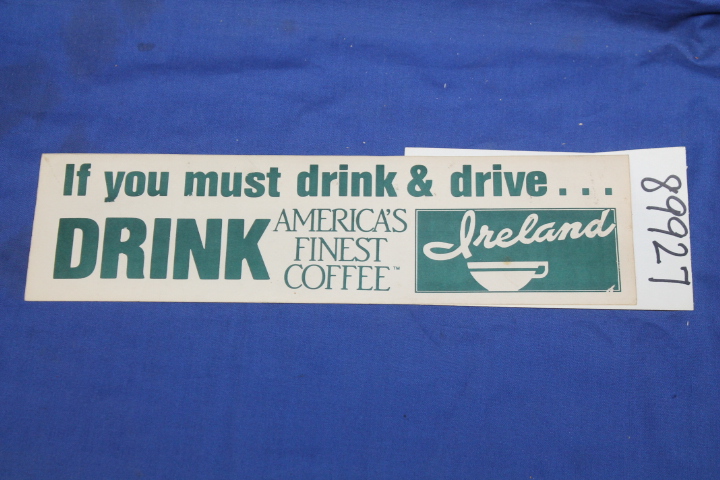 If you must drink & drive . . .
DRINK
AMERICA'S
FINEST
COFFEE™
Ireland
89927